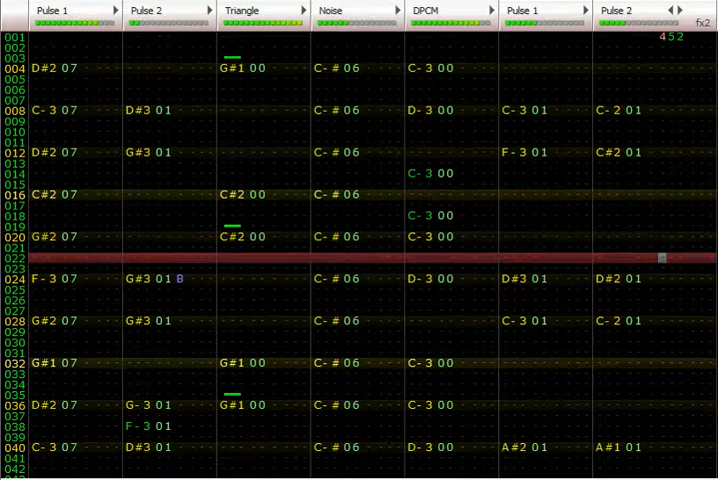 Pulse 1 Pulse 2 Triangle Noise DPCM Pulse 1 Pulse 2 fx2
001 452
002
003
004 D#2 07 G#1 00 C-# 06 C-3 00
005
006
007
008 C-3 07 D#3 01 C-# 06 D-3 00 C-3 01 C-2 01
009
010
011
012 D#2 07 G#3 01 C-# 06 F-3 01 C#2 01
013
014 C-3 00
015
016 C#2 07 C#2 00 C-# 06
017
018 C-3 00
019
020 G#2 07 C#2 00 C-# 06 C-3 00
021
022
023
024 F-3 07 G#3 01 B C-# 06 D-3 00 D#3 01 D#2 01
025
026
027
028 G#2 07 G#3 01 C-# 06 C-3 01 C-2 01
029
030
031
032 G#1 07 G#1 00 C-# 06 C-3 00
033
034
035
036 D#2 07 G-3 01 G#1 00 C-# 06 C-3 00
037
038 F-3 01
039
040 C-3 07 D#3 01 C-# 06 D-3 00 A#2 01 A#1 01
041
042